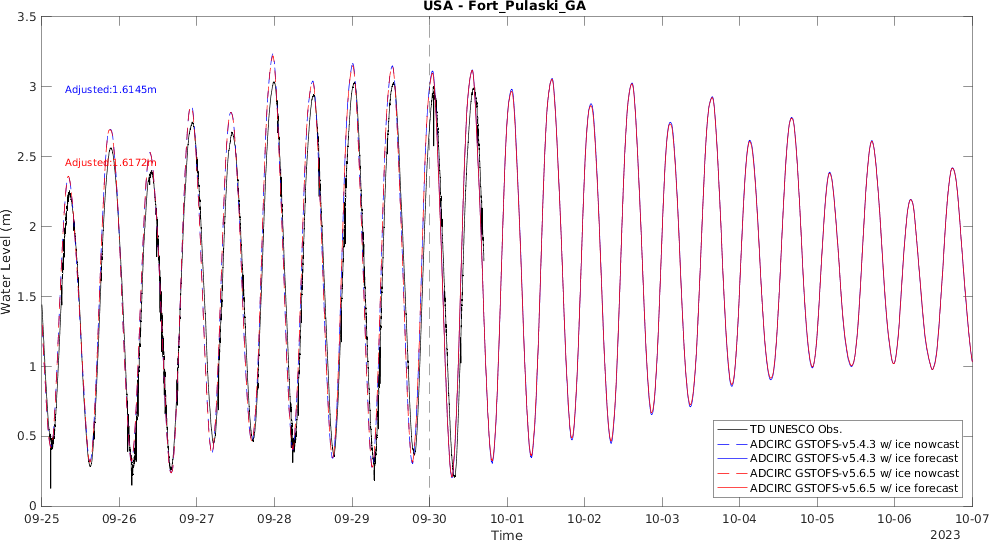 USA - Fort_Pulaski_GA
3.5
3
2.5
2
1.5
1
0.5
0
Water Level (m)
Adjusted:1.6145m
Adjusted:1.6172m
TD UNESCO Obs.
ADCIRC GSTOFS-v5.4.3 w/ ice nowcast
ADCIRC GSTOFS-v5.4.3 w/ ice forecast
ADCIRC GSTOFS-v5.6.5 w/ ice nowcast
ADCIRC GSTOFS-v5.6.5 w/ ice forecast
09-25 09-26 09-27 09-28 09-29 09-30 10-01 10-02 10-03 10-04 10-05 10-06 10-07
Time
2023